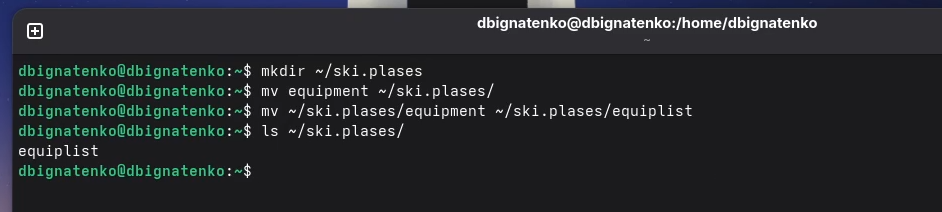 dbignatenko@dbignatenko:/home/dbignatenko
~
dbignatenko@dbignatenko:~$ mkdir ~/ski.plases
dbignatenko@dbignatenko:~$ mv equipment ~/ski.plases/
dbignatenko@dbignatenko:~$ mv ~/ski.plases/equipment ~/ski.plases/equiplist
dbignatenko@dbignatenko:~$ ls ~/ski.plases/
equiplist
dbignatenko@dbignatenko:~$